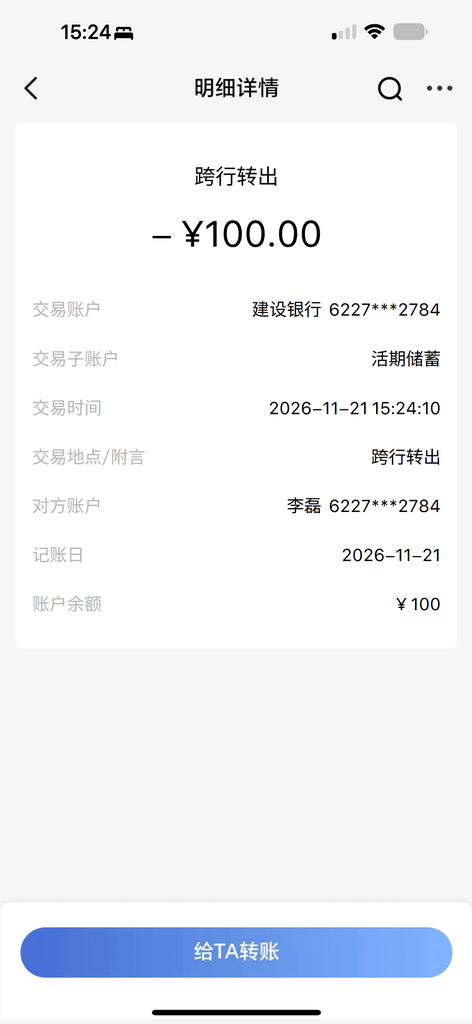 15:24
明细详情
跨行转出
– ¥100.00
交易账户 建设银行 6227***2784
交易子账户 活期储蓄
交易时间 2026–11–21 15:24:10
交易地点/附言 跨行转出
对方账户 李磊 6227***2784
记账日 2026–11–21
账户余额 ¥ 100
给TA转账